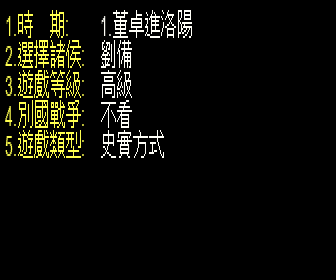 1.時　期:　1.董卓進洛陽
2.選擇諸侯:　劉備
3.遊戲等級:　高級
4.別國戰爭:　不看
5.遊戲類型:　史實方式